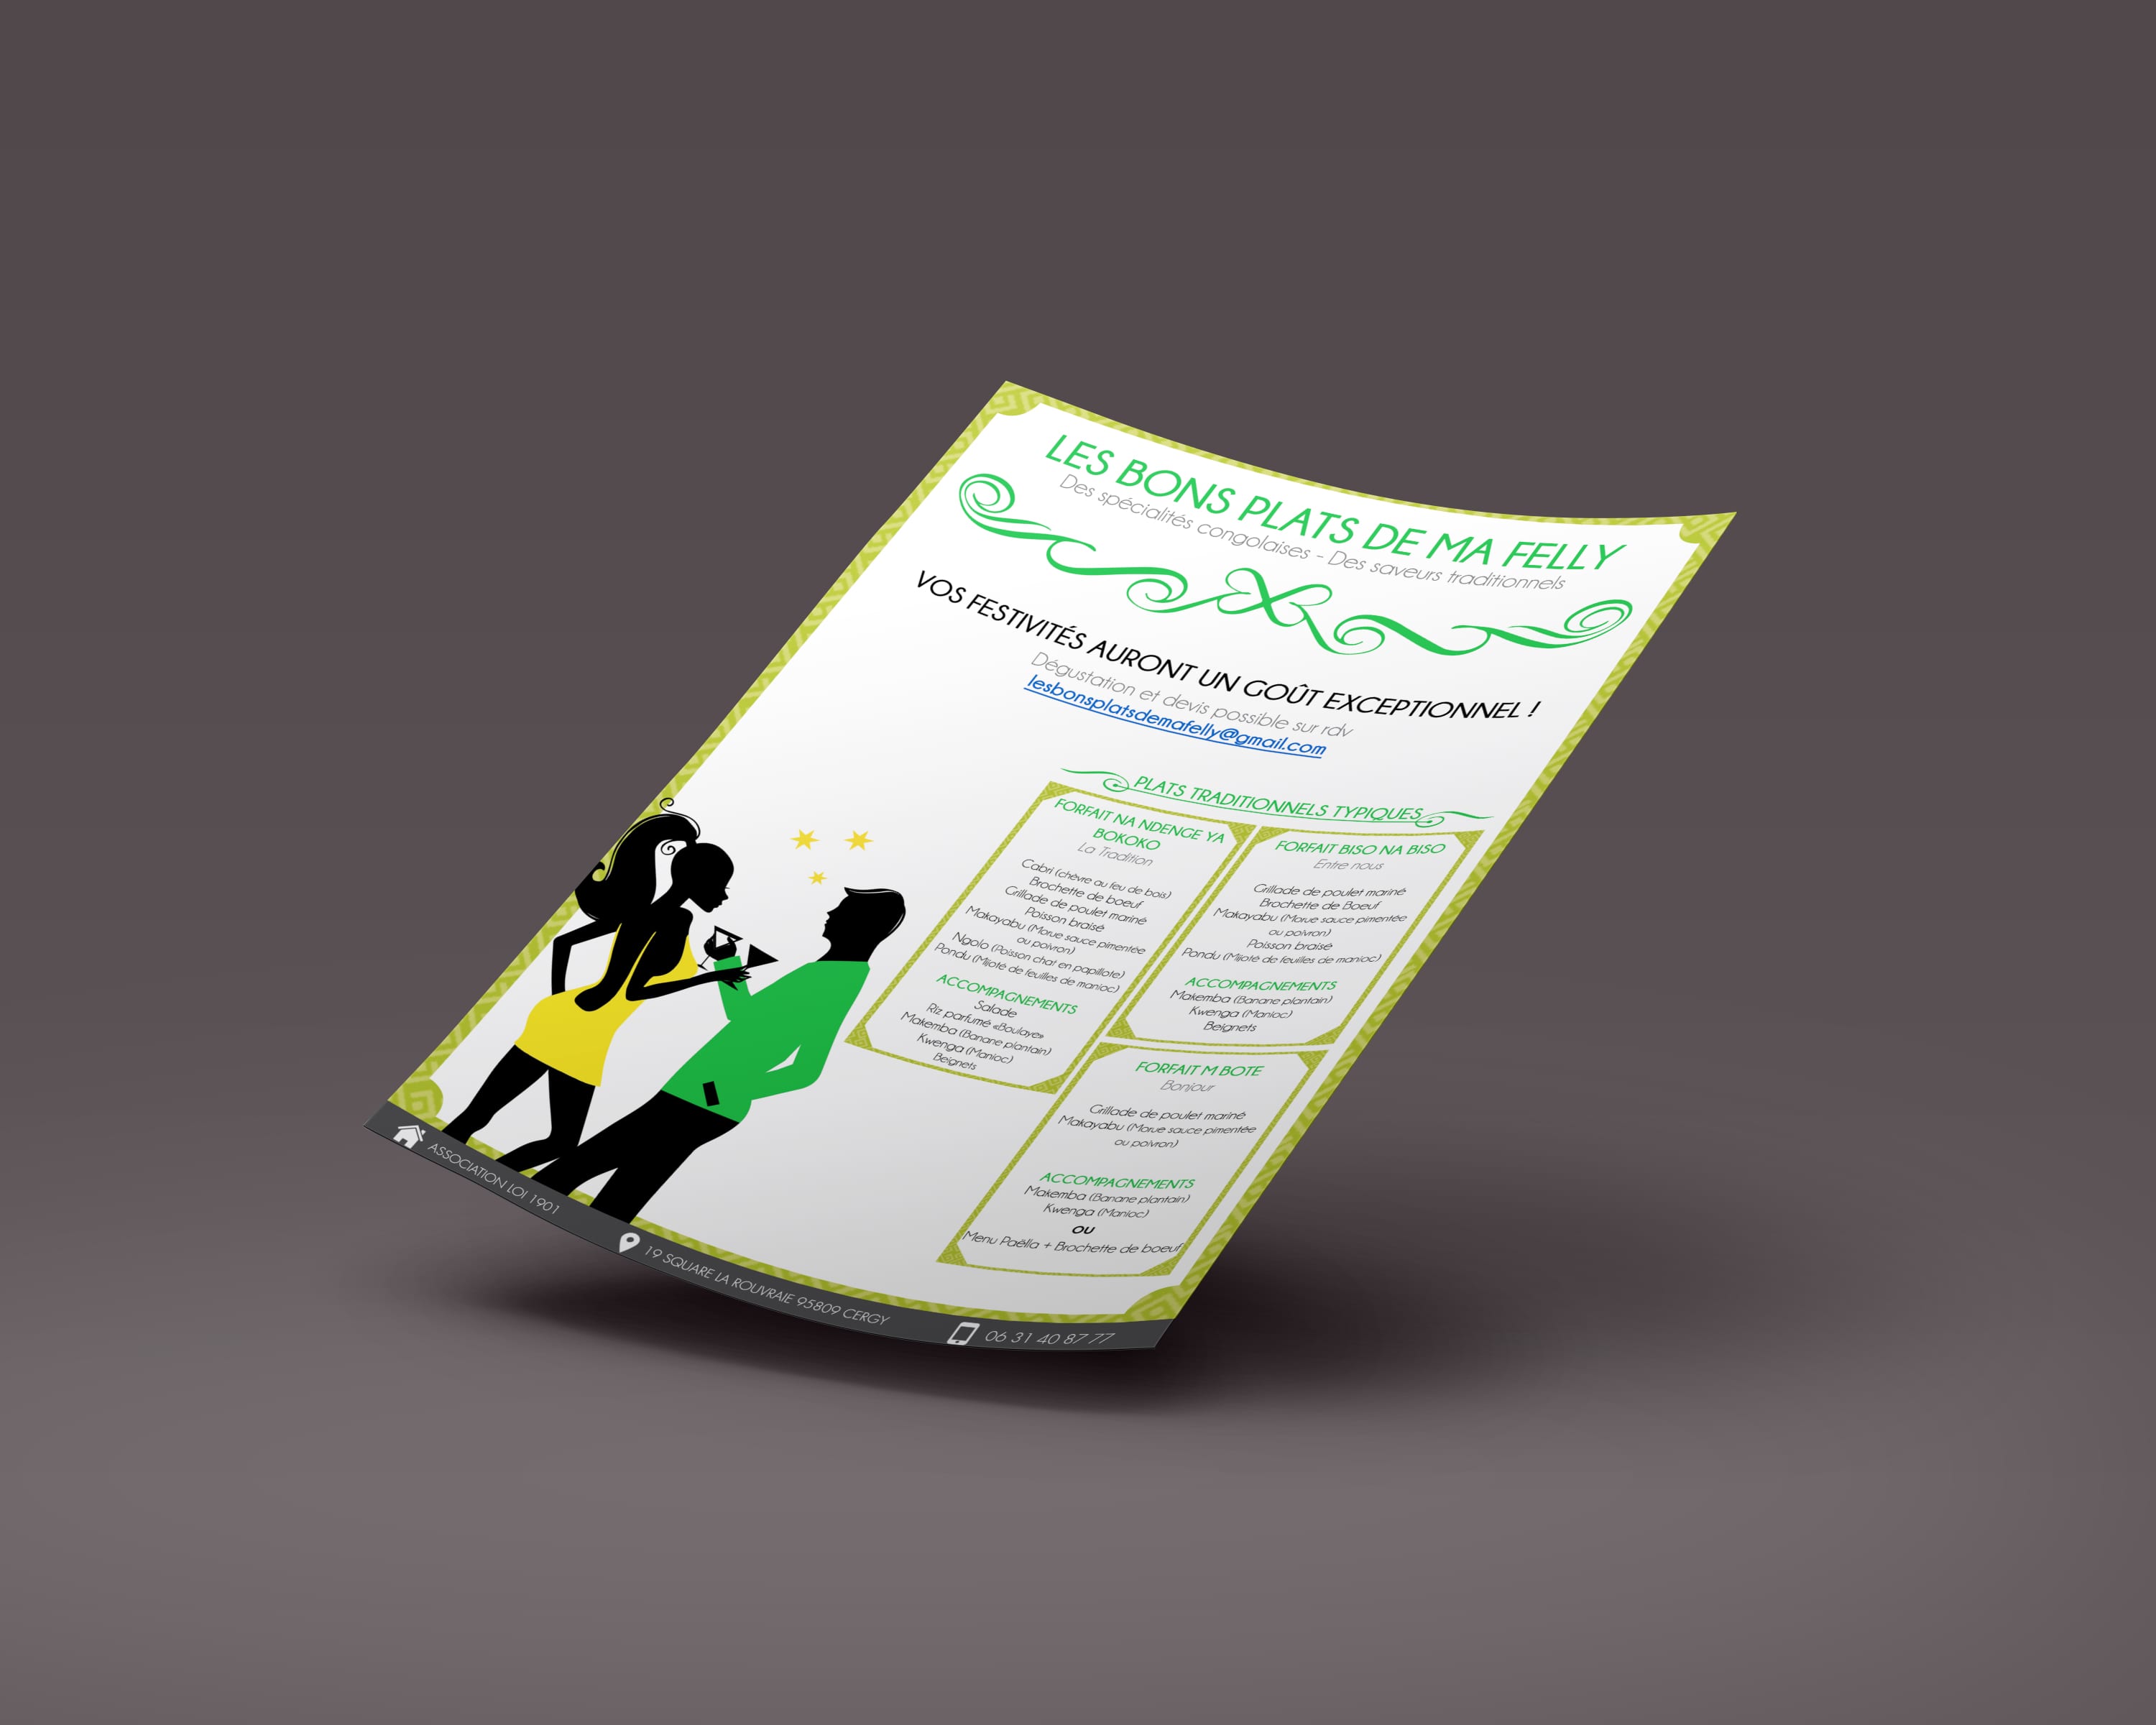 LES BONS PLATS DE MA FELLY
Des spécialités congolaises - Des saveurs traditionnels
VOS FESTIVITÉS AURONT UN GOÛT EXCEPTIONNEL !
Dégustation et devis possible sur rdv
lesbonsplatsdemafelly@gmail.com
PLATS TRADITIONNELS TYPIQUES
FORFAIT NA NDENGE YA
BOKOKO
La Tradition
Cabri (chèvre au feu de bois)
Brochette de boeuf
Grillade de poulet mariné
Poisson braisé
Makayabu (Morue sauce pimentée
ou poivron)
Ngolo (Poisson chat en papillote)
Pondu (Mijoté de feuilles de manioc)
ACCOMPAGNEMENTS
Salade
Riz parfumé «Boulaye»
Makemba (Banane plantain)
Kwenga (Manioc)
Beignets
FORFAIT BISO NA BISO
Entre nous
Grillade de poulet mariné
Brochette de Boeuf
Makayabu (Morue sauce pimentée
ou poivron)
Poisson braisé
Pondu (Mijoté de feuilles de manioc)
ACCOMPAGNEMENTS
Makemba (Banane plantain)
Kwenga (Manioc)
Beignets
FORFAIT M BOTE
Bonjour
Grillade de poulet mariné
Makayabu (Morue sauce pimentée
ou poivron)
ACCOMPAGNEMENTS
Makemba (Banane plantain)
Kwenga (Manioc)
OU
Menu Paëlla + Brochette de boeuf
ASSOCIATION LOI 1901
19 SQUARE LA ROUVRAIE 95809 CERGY
06 31 40 87 77